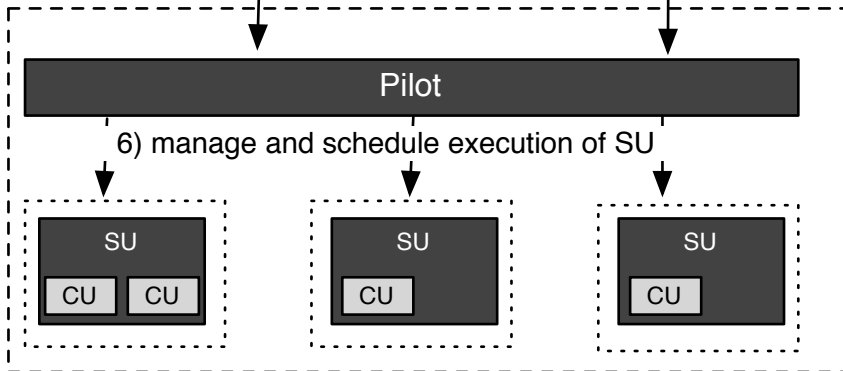 Pilot
6) manage and schedule execution of SU
SU
CU CU
SU
CU
SU
CU